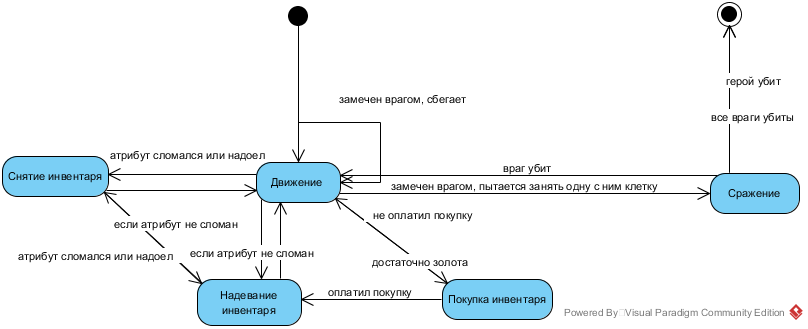 замечен врагом, сбегает
герой убит
все враги убиты
атрибут сломался или надоел
враг убит
Снятие инвентаря
Движение
замечен врагом, пытается занять одну с ним клетку
Сражение
не оплатил покупку
если атрибут не сломан
атрибут сломался или надоел
если атрибут не сломан
достаточно золота
Надевание
инвентаря
оплатил покупку
Покупка инвентаря
Powered By Visual Paradigm Community Edition